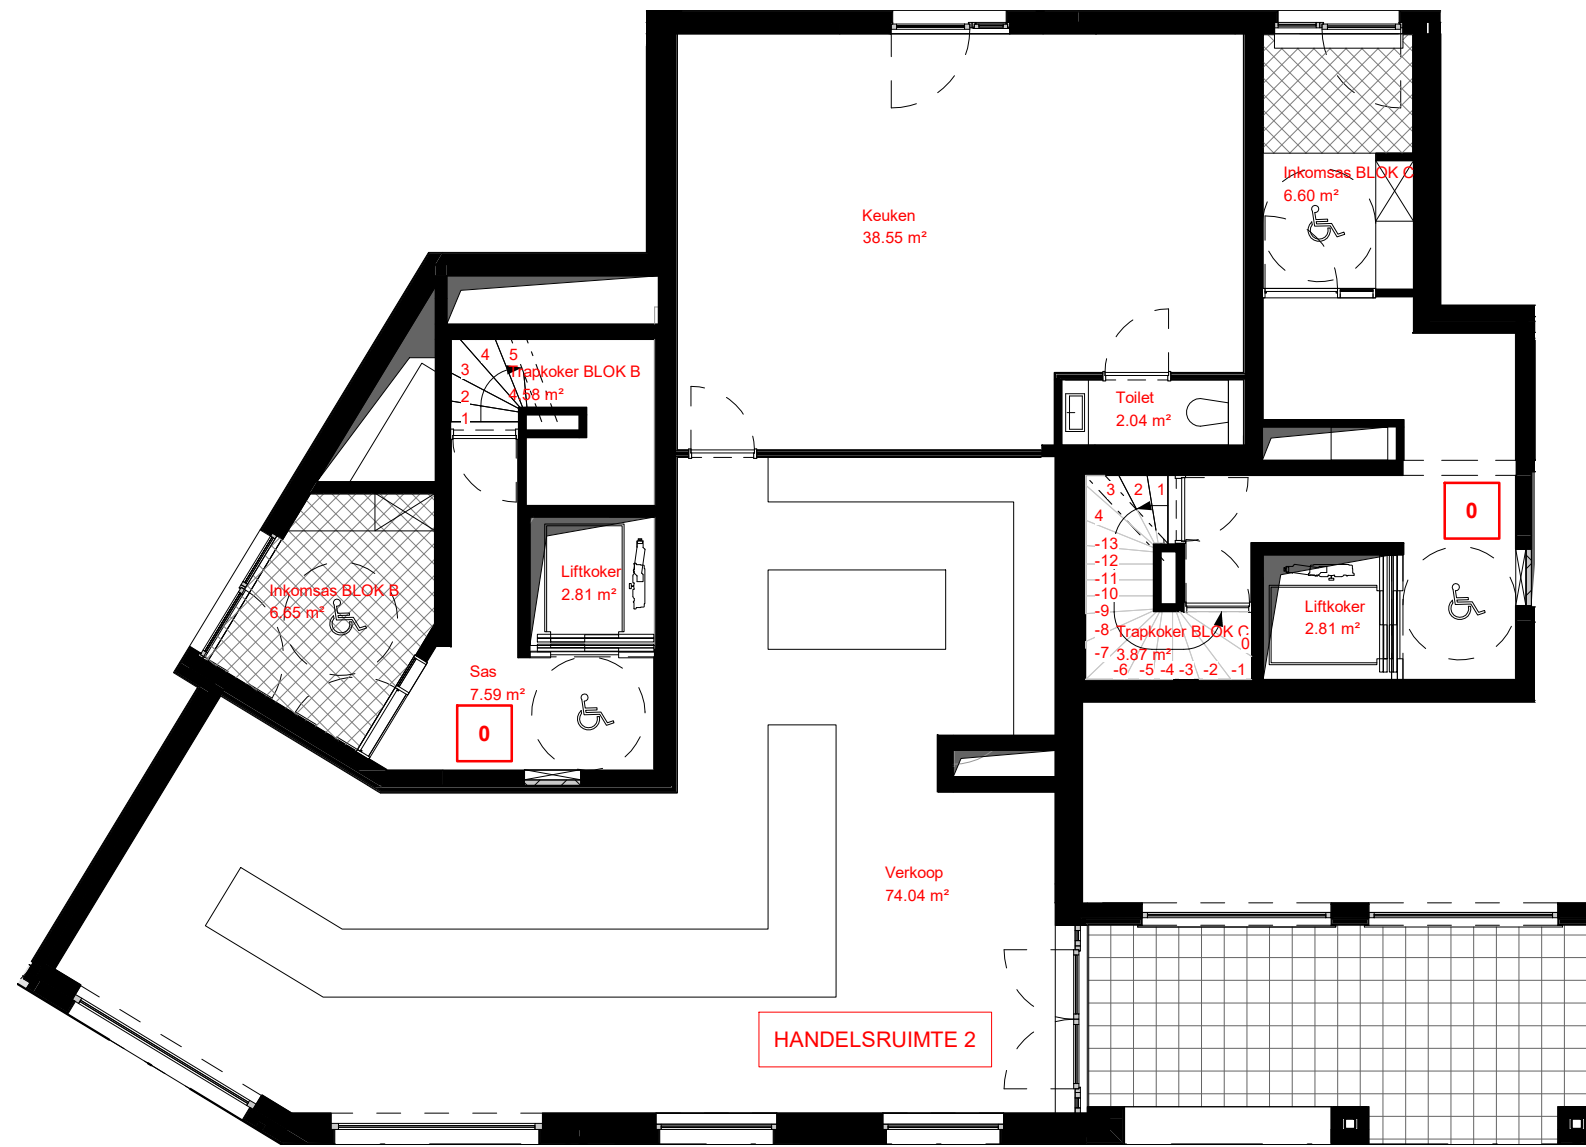 Inkomsas BLOK C
6.60 m²
Keuken
38.55 m²
5
4
3
2
1
Trapkoker BLOK B
4.58 m²
Toilet
2.04 m²
3
2
1
4
-13
-12
-11
-10
-9
-8
-7
-6
-5
-4
-3
-2
-1
0
Trapkoker BLOK C
3.87 m²
0
Liftkoker
2.81 m²
Inkomsas BLOK B
6.65 m²
Liftkoker
2.81 m²
Sas
7.59 m²
0
Verkoop
74.04 m²
HANDELSRUIMTE 2